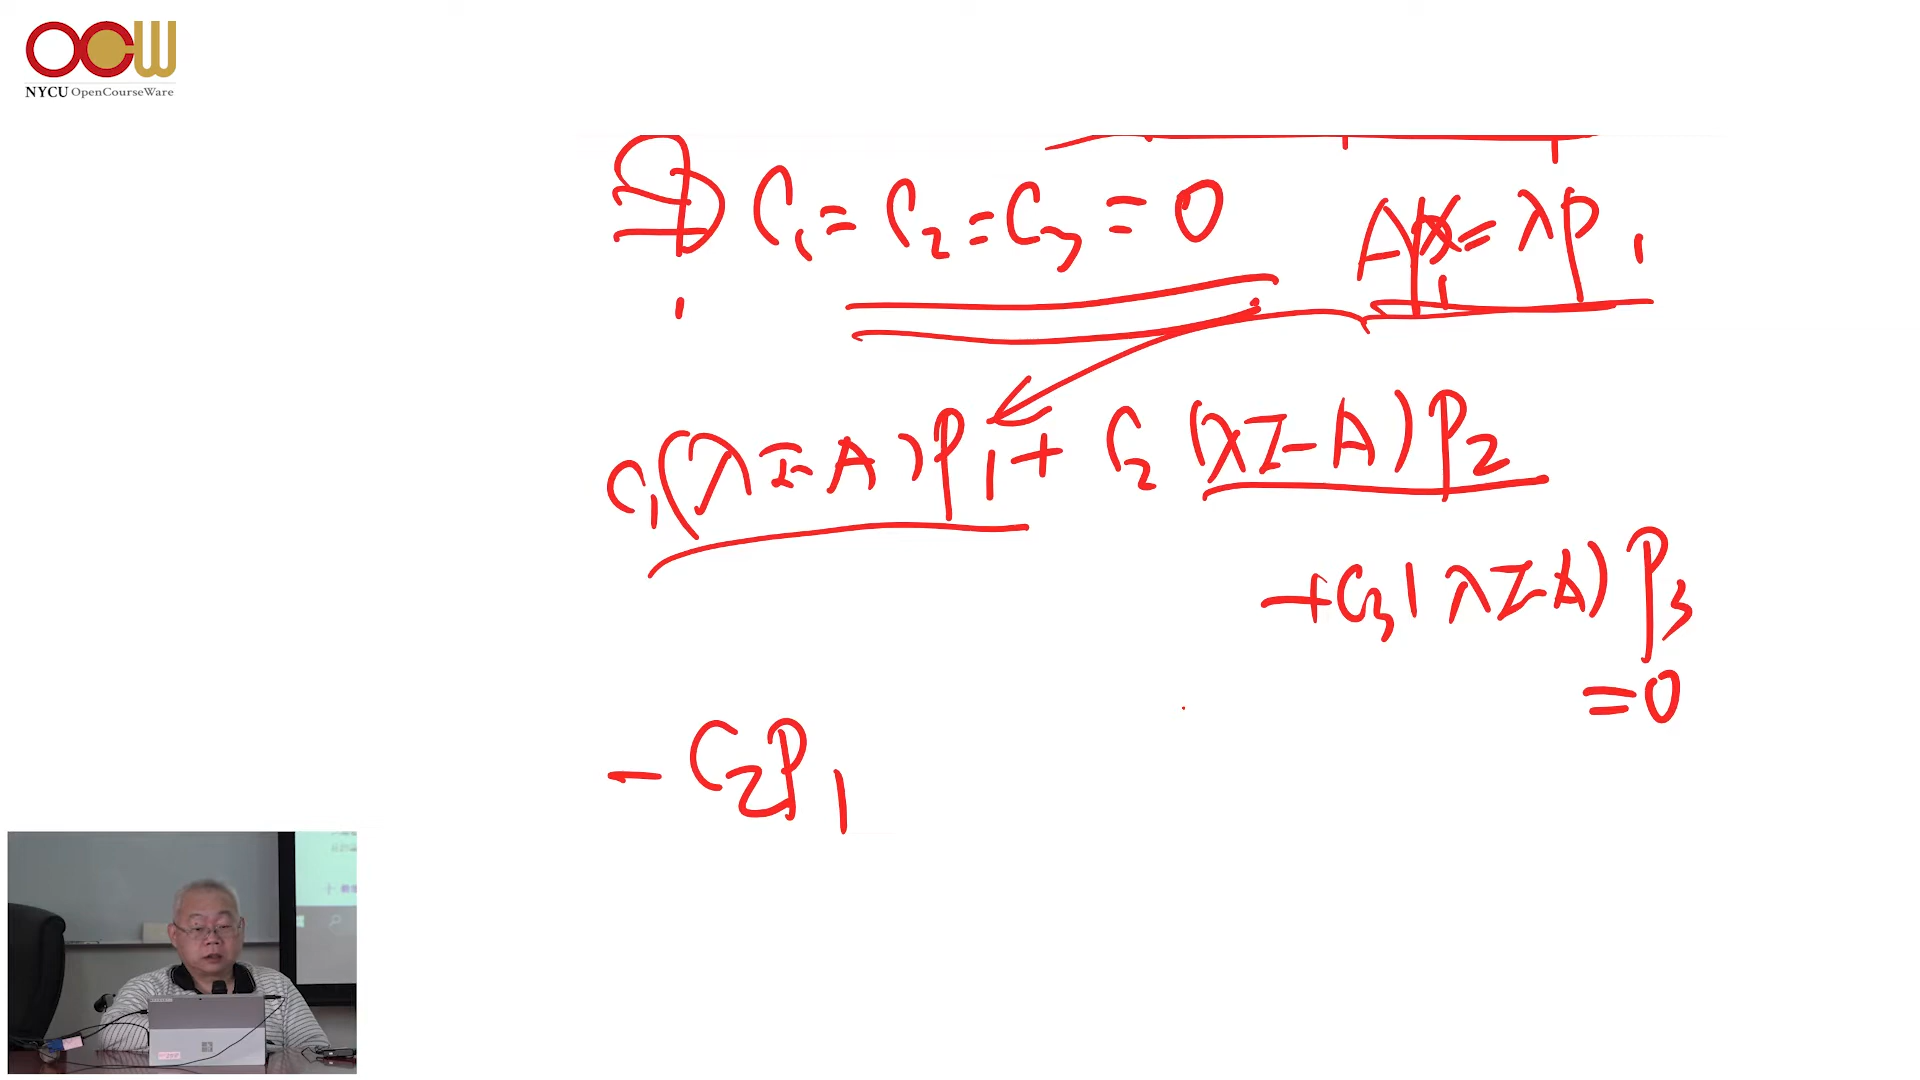 OCW
NYCU OpenCourseWare
C₁ = C₂ = C₃ = 0
AP₁ = λP₁
C₁(λI-A)P₁ + C₂(λI-A)P₂
+C₃(λI-A)P₃
=0
- C₂P₁